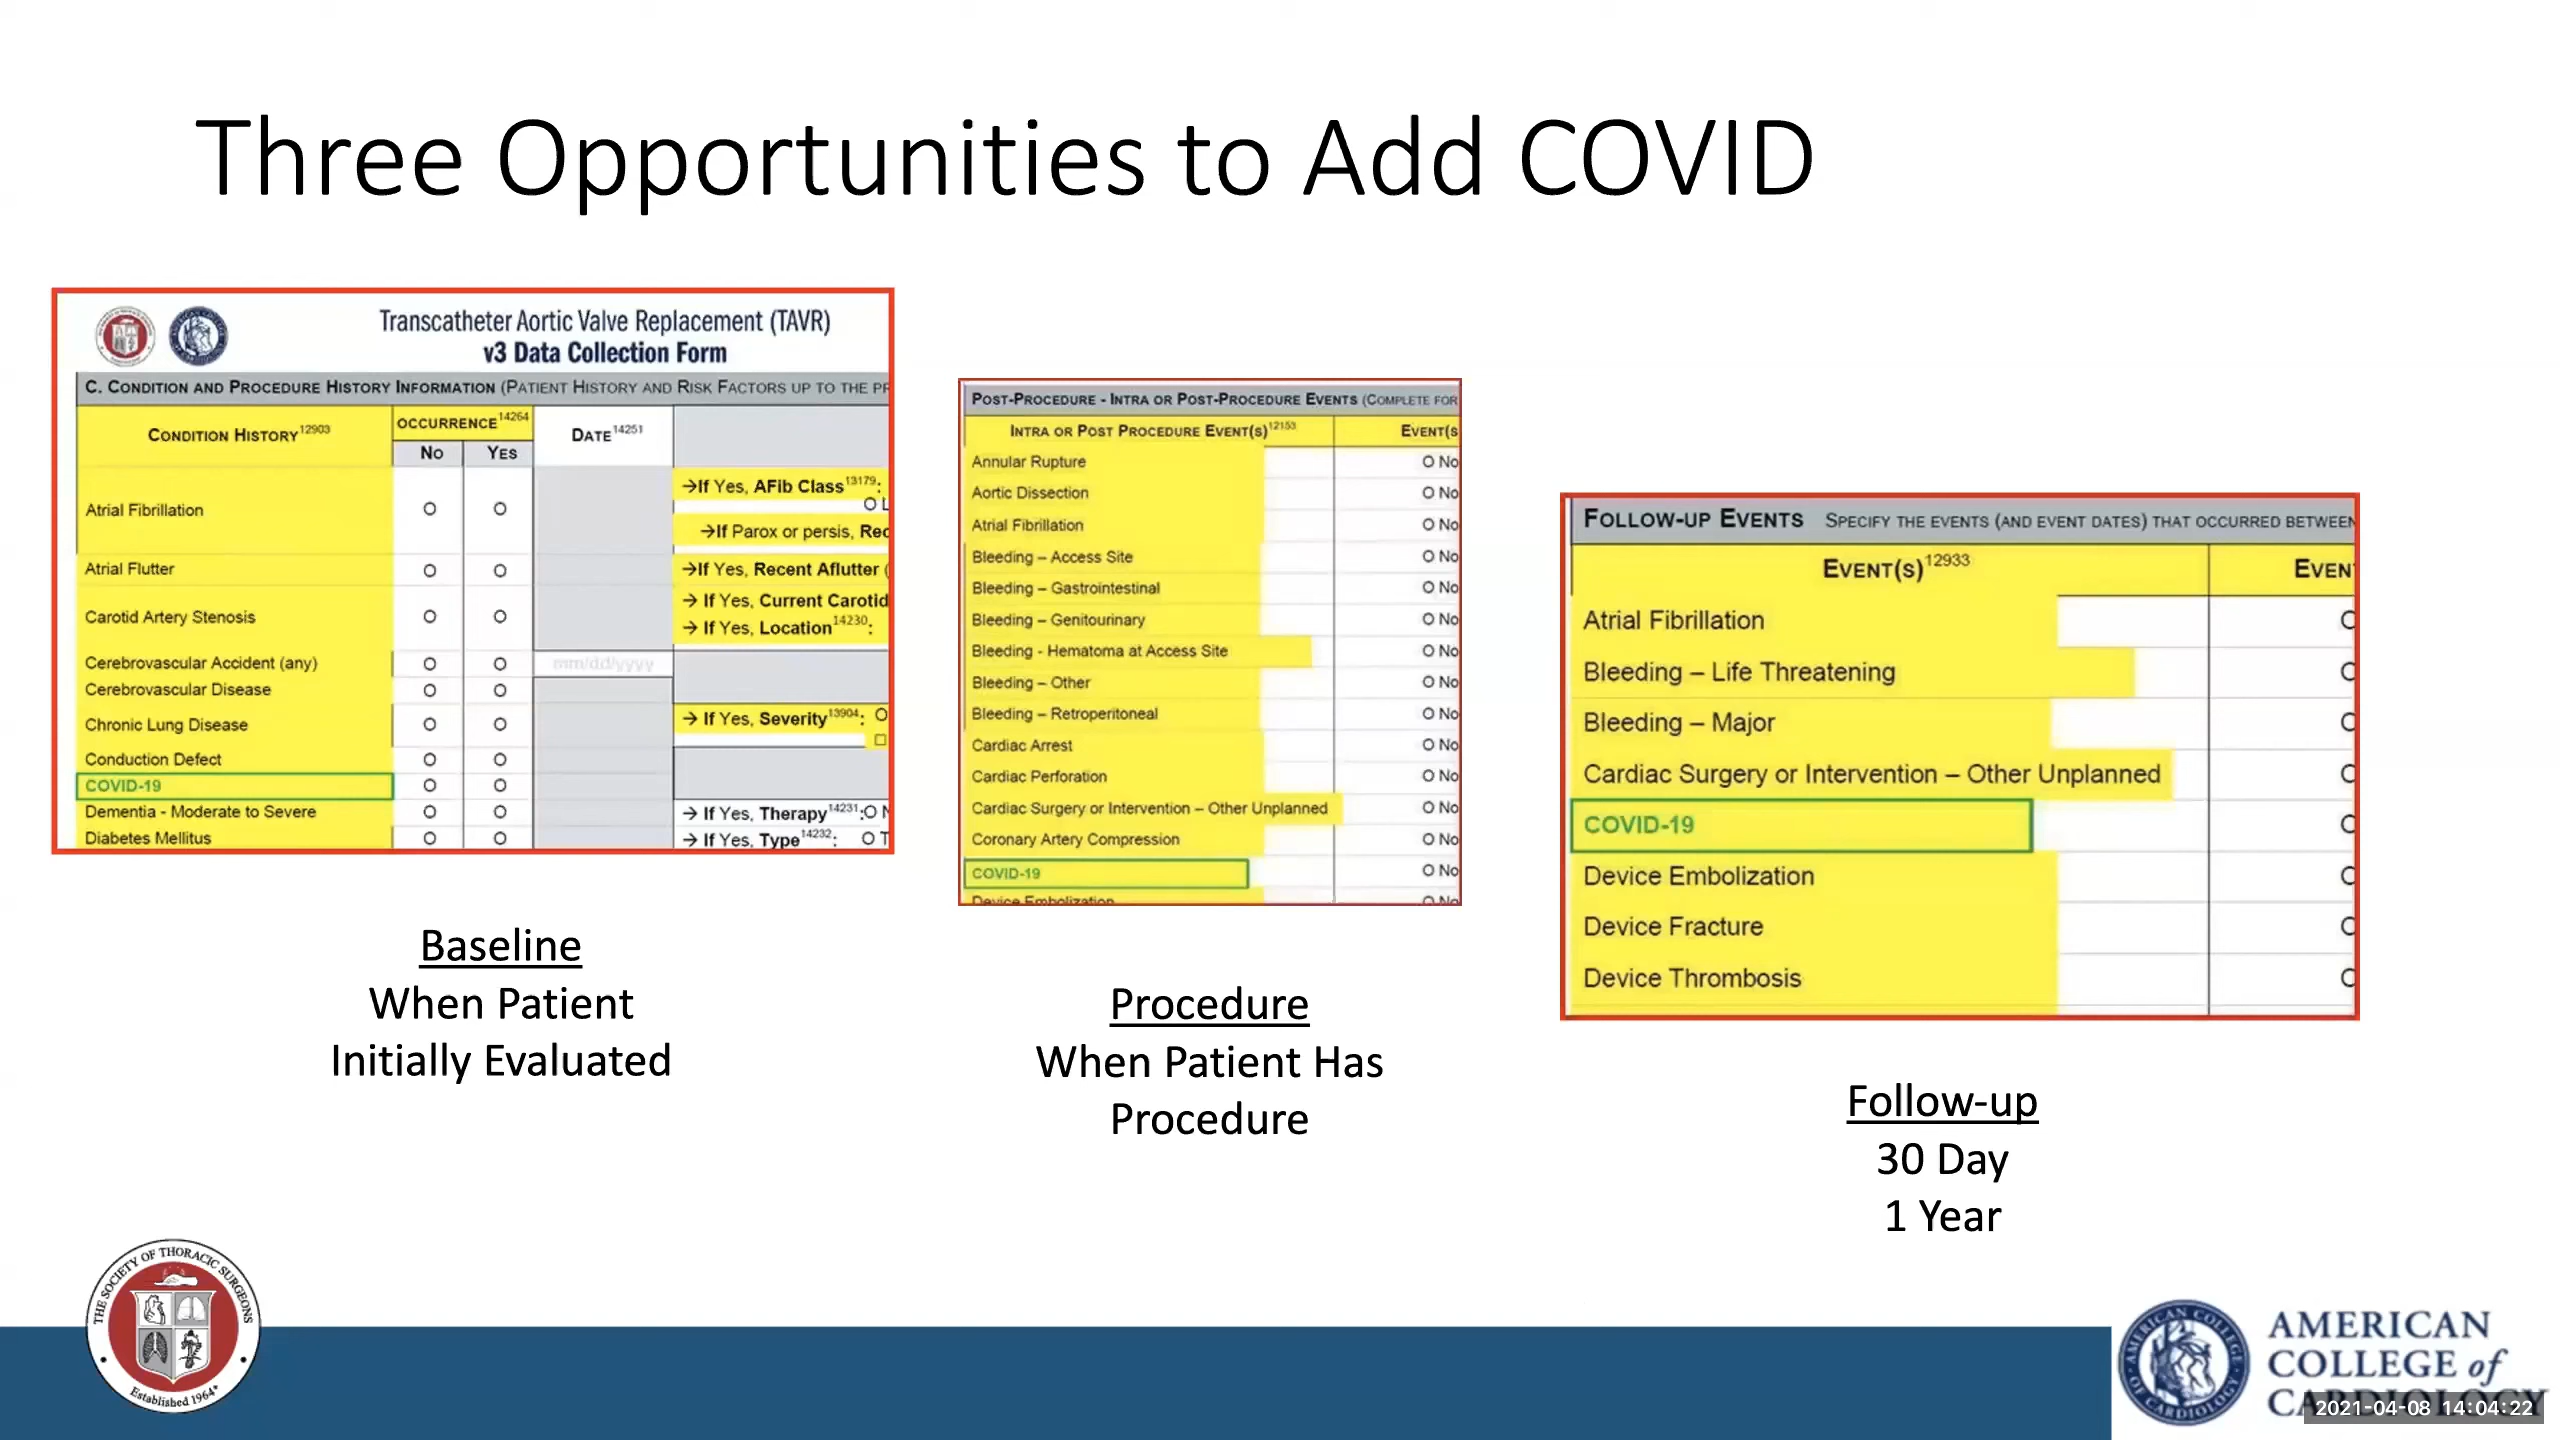 Three Opportunities to Add COVID
Transcatheter Aortic Valve Replacement (TAVR)
v3 Data Collection Form
C. CONDITION AND PROCEDURE HISTORY INFORMATION (PATIENT HISTORY AND RISK FACTORS UP TO THE PR
CONDITION HISTORY12903
OCCURRENCE14264
DATE14251
NO YES
Atrial Fibrillation
→If Yes, AFib Class13179:
→If Parox or persis, Rec
Atrial Flutter
→If Yes, Recent Aflutter (
Carotid Artery Stenosis
→ If Yes, Current Carotid
→ If Yes, Location14230:
Cerebrovascular Accident (any)
mm/dd/yyyy
Cerebrovascular Disease
Chronic Lung Disease
→ If Yes, Severity13904:
Conduction Defect
COVID-19
Dementia - Moderate to Severe
→ If Yes, Therapy14231:
Diabetes Mellitus
→ If Yes, Type14232:
Baseline
When Patient
Initially Evaluated
POST-PROCEDURE - INTRA OR POST-PROCEDURE EVENTS (COMPLETE FOR
INTRA OR POST PROCEDURE EVENT(S)12153 EVENT(S
Annular Rupture O No
Aortic Dissection O No
Atrial Fibrillation O No
Bleeding – Access Site O No
Bleeding – Gastrointestinal O No
Bleeding – Genitourinary O No
Bleeding - Hematoma at Access Site O No
Bleeding – Other O No
Bleeding – Retroperitoneal O No
Cardiac Arrest O No
Cardiac Perforation O No
Cardiac Surgery or Intervention – Other Unplanned O No
Coronary Artery Compression O No
COVID-19 O No
Device Embolization O No
Procedure
When Patient Has
Procedure
FOLLOW-UP EVENTS SPECIFY THE EVENTS (AND EVENT DATES) THAT OCCURRED BETWEEN
EVENT(S)12933 EVEN
Atrial Fibrillation
Bleeding – Life Threatening
Bleeding – Major
Cardiac Surgery or Intervention – Other Unplanned
COVID-19
Device Embolization
Device Fracture
Device Thrombosis
Follow-up
30 Day
1 Year
THE SOCIETY OF THORACIC SURGEONS
Established 1964
AMERICAN COLLEGE OF CARDIOLOGY
AMERICAN
COLLEGE of
CARDIOLOGY
2021-04-08 14:04:22